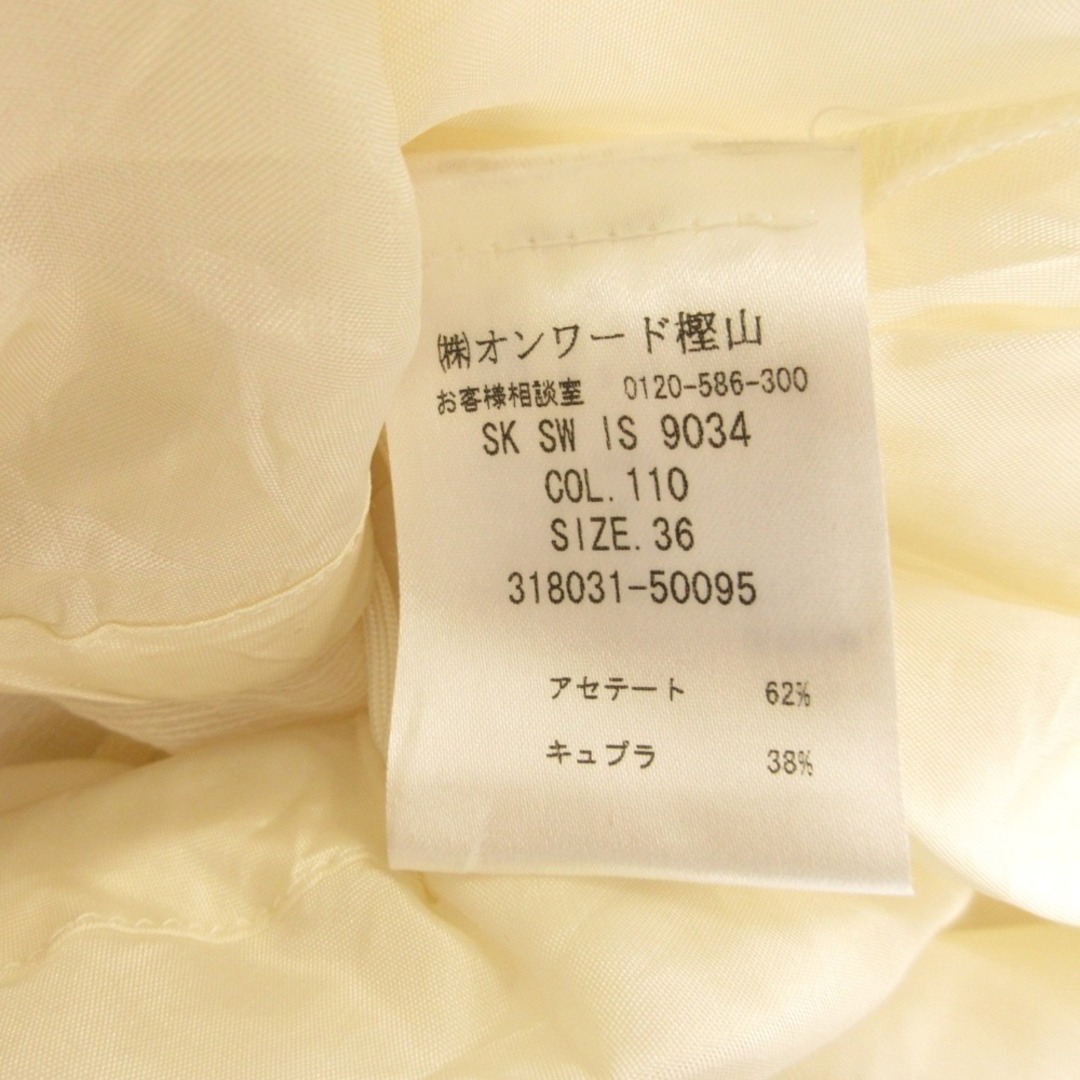 ㈱オンワード樫山
お客様相談室 0120-586-300
SK SW IS 9034
COL.110
SIZE.36
318031-50095
アセテート 62%
キュプラ 38%